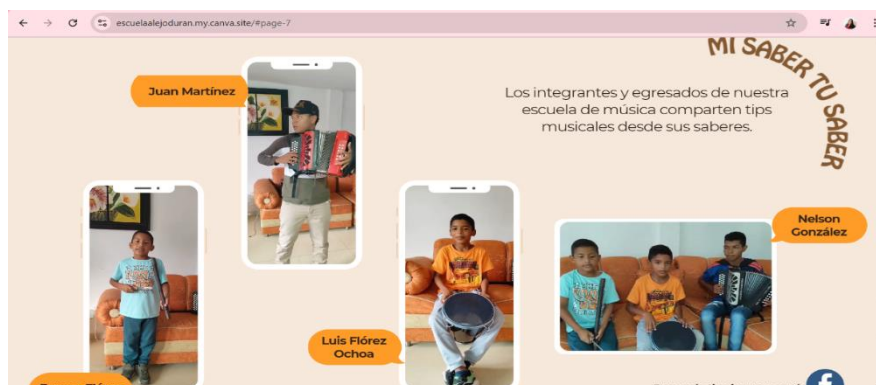 escuelaalejoduran.my.canva.site/#page-7
MI SABER TU SABER
Juan Martínez
Los integrantes y egresados de nuestra
escuela de música comparten tips
musicales desde sus saberes.
Nelson
González
Luis Flórez
Ochoa